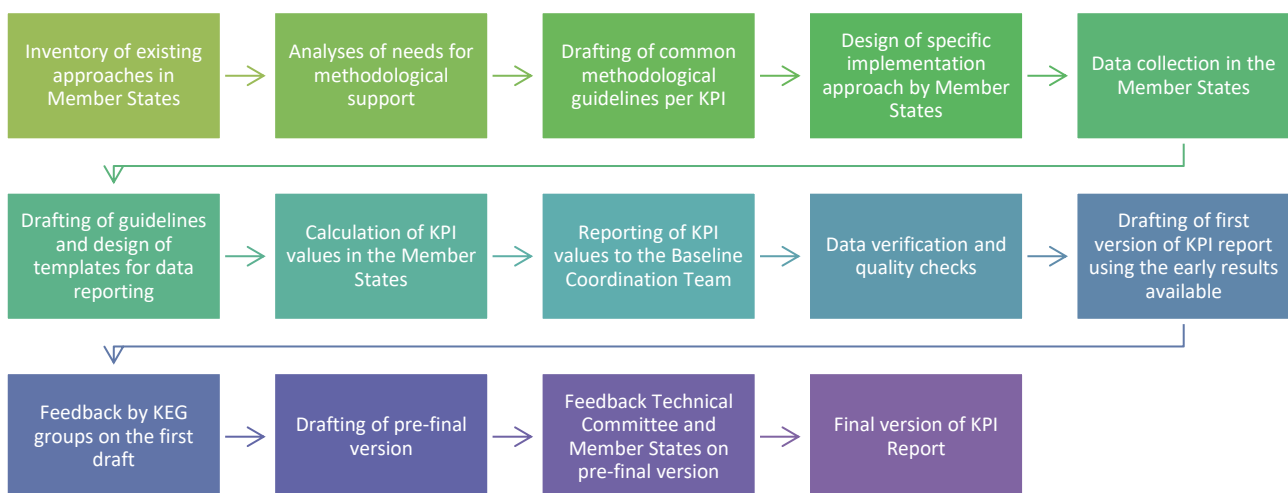 Inventory of existing
approaches in
Member States
Analyses of needs for
methodological
support
Drafting of common
methodological
guidelines per KPI
Design of specific
implementation
approach by Member
States
Data collection in the
Member States
Drafting of guidelines
and design of
templates for data
reporting
Calculation of KPI
values in the Member
States
Reporting of KPI
values to the Baseline
Coordination Team
Data verification and
quality checks
Drafting of first
version of KPI report
using the early results
available
Feedback by KEG
groups on the first
draft
Drafting of pre-final
version
Feedback Technical
Committee and
Member States on
pre-final version
Final version of KPI
Report